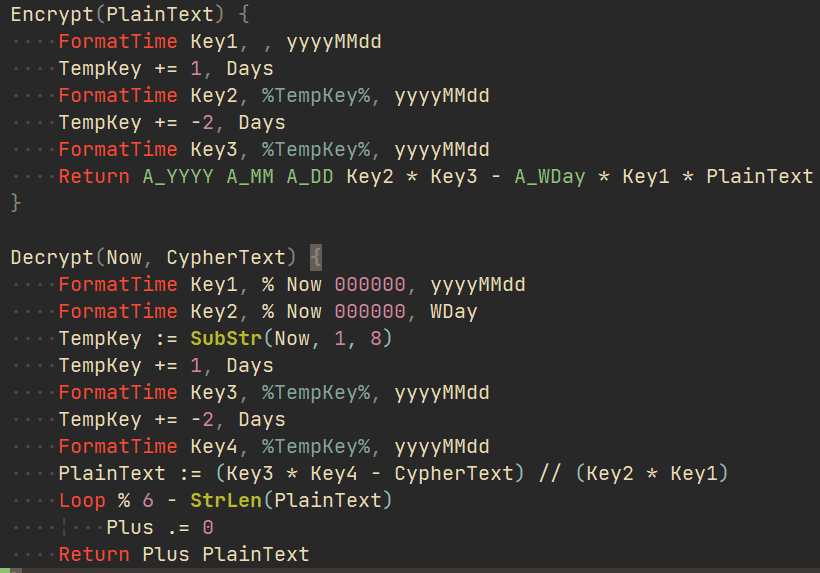 Encrypt(PlainText) {
····FormatTime Key1, , yyyyMMdd
····TempKey += 1, Days
····FormatTime Key2, %TempKey%, yyyyMMdd
····TempKey += -2, Days
····FormatTime Key3, %TempKey%, yyyyMMdd
····Return A_YYYY A_MM A_DD Key2 * Key3 - A_WDay * Key1 * PlainText
}

Decrypt(Now, CypherText) {
····FormatTime Key1, % Now 000000, yyyyMMdd
····FormatTime Key2, % Now 000000, WDay
····TempKey := SubStr(Now, 1, 8)
····TempKey += 1, Days
····FormatTime Key3, %TempKey%, yyyyMMdd
····TempKey += -2, Days
····FormatTime Key4, %TempKey%, yyyyMMdd
····PlainText := (Key3 * Key4 - CypherText) // (Key2 * Key1)
····Loop % 6 - StrLen(PlainText)
····¦···Plus .= 0
····Return Plus PlainText